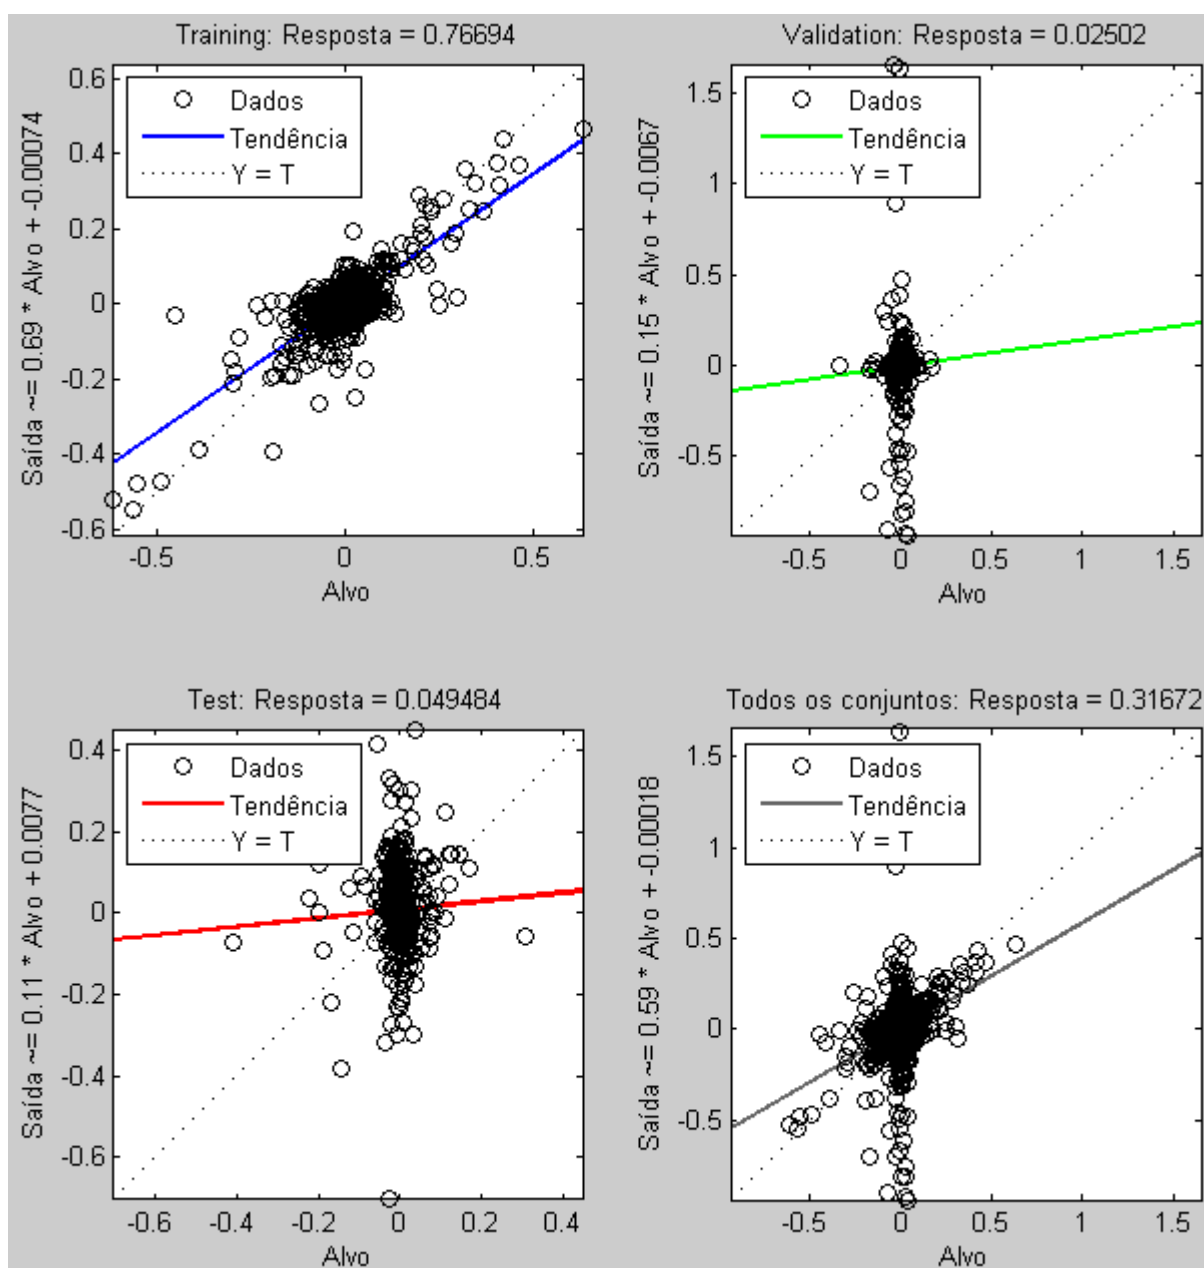 Training: Resposta = 0.76694
Saída ~= 0.69 * Alvo + -0.00074
Dados
Tendência
Y = T
0.6
0.4
0.2
0
-0.2
-0.4
-0.6
-0.5
0
0.5
Alvo
Validation: Resposta = 0.02502
Saída ~= 0.15 * Alvo + -0.0067
Dados
Tendência
Y = T
1.5
1
0.5
0
-0.5
-0.5
0
0.5
1
1.5
Alvo
Test: Resposta = 0.049484
Saída ~= 0.11 * Alvo + 0.0077
Dados
Tendência
Y = T
0.4
0.2
0
-0.2
-0.4
-0.6
-0.6
-0.4
-0.2
0
0.2
0.4
Alvo
Todos os conjuntos: Resposta = 0.31672
Saída ~= 0.59 * Alvo + -0.00018
Dados
Tendência
Y = T
1.5
1
0.5
0
-0.5
-0.5
0
0.5
1
1.5
Alvo